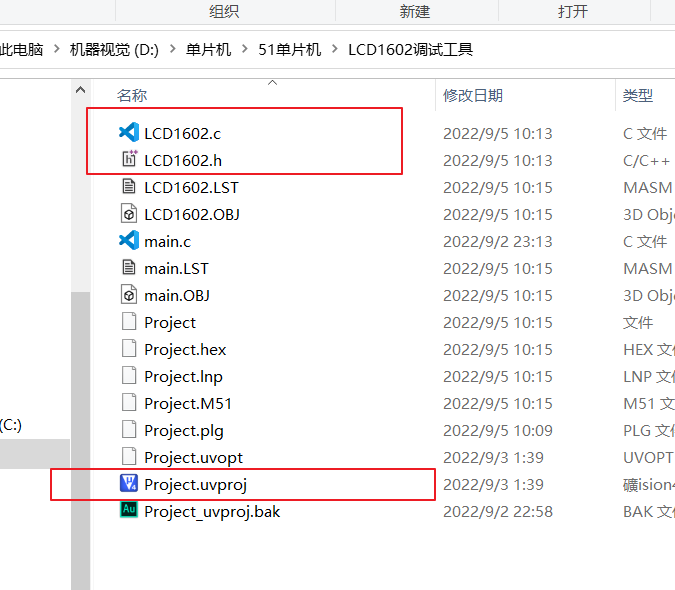 组织 新建 打开
此电脑 > 机器视觉 (D:) > 单片机 > 51单片机 > LCD1602调试工具
名称 修改日期 类型
LCD1602.c 2022/9/5 10:13 C 文件
LCD1602.h 2022/9/5 10:13 C/C++
LCD1602.LST 2022/9/5 10:15 MASM
LCD1602.OBJ 2022/9/5 10:15 3D Obje
main.c 2022/9/2 23:13 C 文件
main.LST 2022/9/5 10:15 MASM
main.OBJ 2022/9/5 10:15 3D Obje
Project 2022/9/5 10:15 文件
Project.hex 2022/9/5 10:15 HEX 文件
Project.lnp 2022/9/5 10:15 LNP 文件
Project.M51 2022/9/5 10:15 M51 文
(C:) Project.plg 2022/9/5 10:09 PLG 文件
Project.uvopt 2022/9/3 1:39 UVOPT
Project.uvproj 2022/9/3 1:39 礦ision4
Project_uvproj.bak 2022/9/2 22:58 BAK 文件